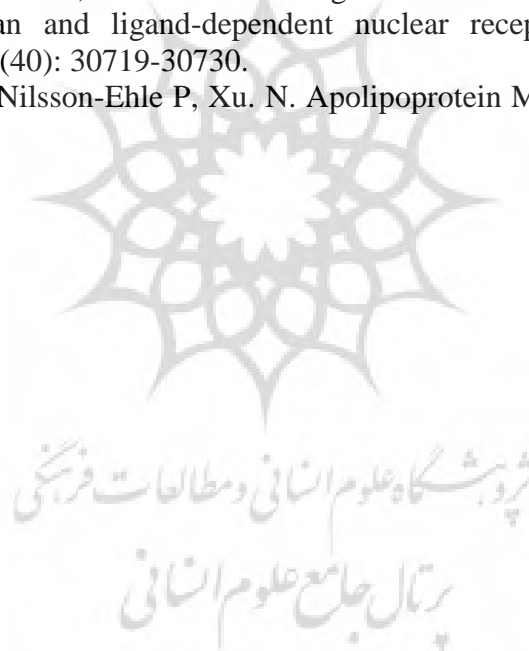 an and ligand-dependent nuclear recep
(40): 30719-30730.
Nilsson-Ehle P, Xu. N. Apolipoprotein M
پژوهشگاه علوم انسانی و مطالعات فرهنگی
پرتال جامع علوم انسانی